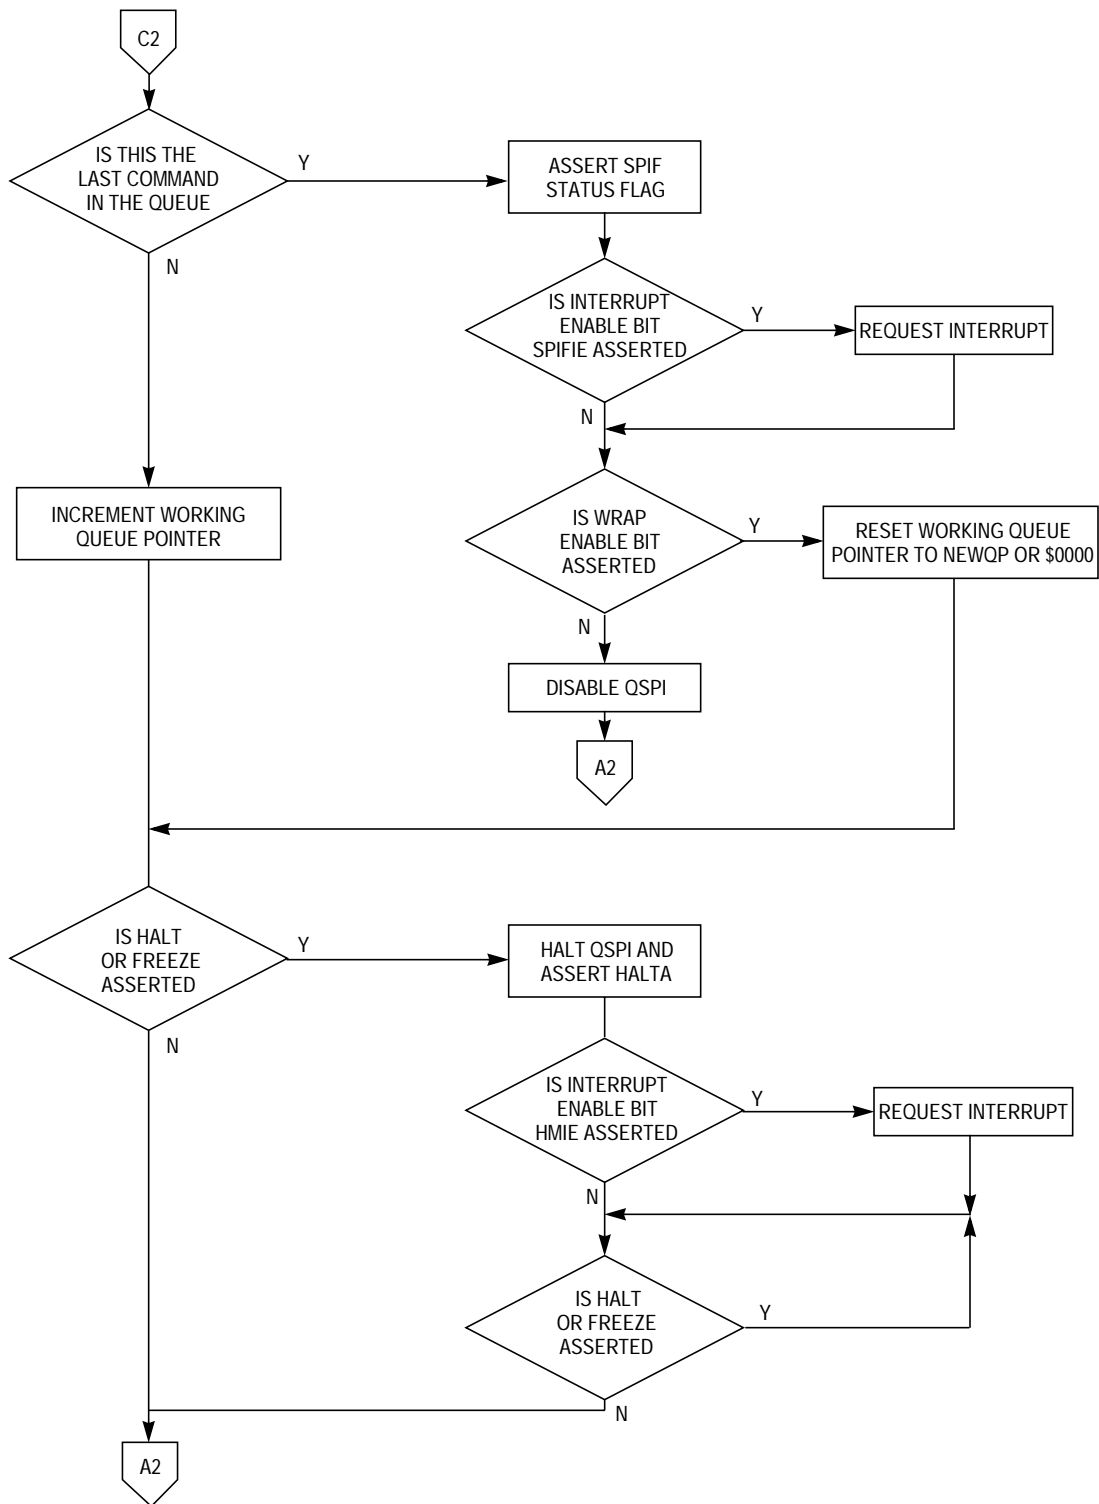 C2
IS THIS THE
LAST COMMAND
IN THE QUEUE
Y
N
ASSERT SPIF
STATUS FLAG
IS INTERRUPT
ENABLE BIT
SPIFIE ASSERTED
Y
N
REQUEST INTERRUPT
INCREMENT WORKING
QUEUE POINTER
IS WRAP
ENABLE BIT
ASSERTED
Y
N
RESET WORKING QUEUE
POINTER TO NEWQP OR $0000
DISABLE QSPI
A2
IS HALT
OR FREEZE
ASSERTED
Y
N
HALT QSPI AND
ASSERT HALTA
IS INTERRUPT
ENABLE BIT
HMIE ASSERTED
Y
N
REQUEST INTERRUPT
IS HALT
OR FREEZE
ASSERTED
Y
N
A2